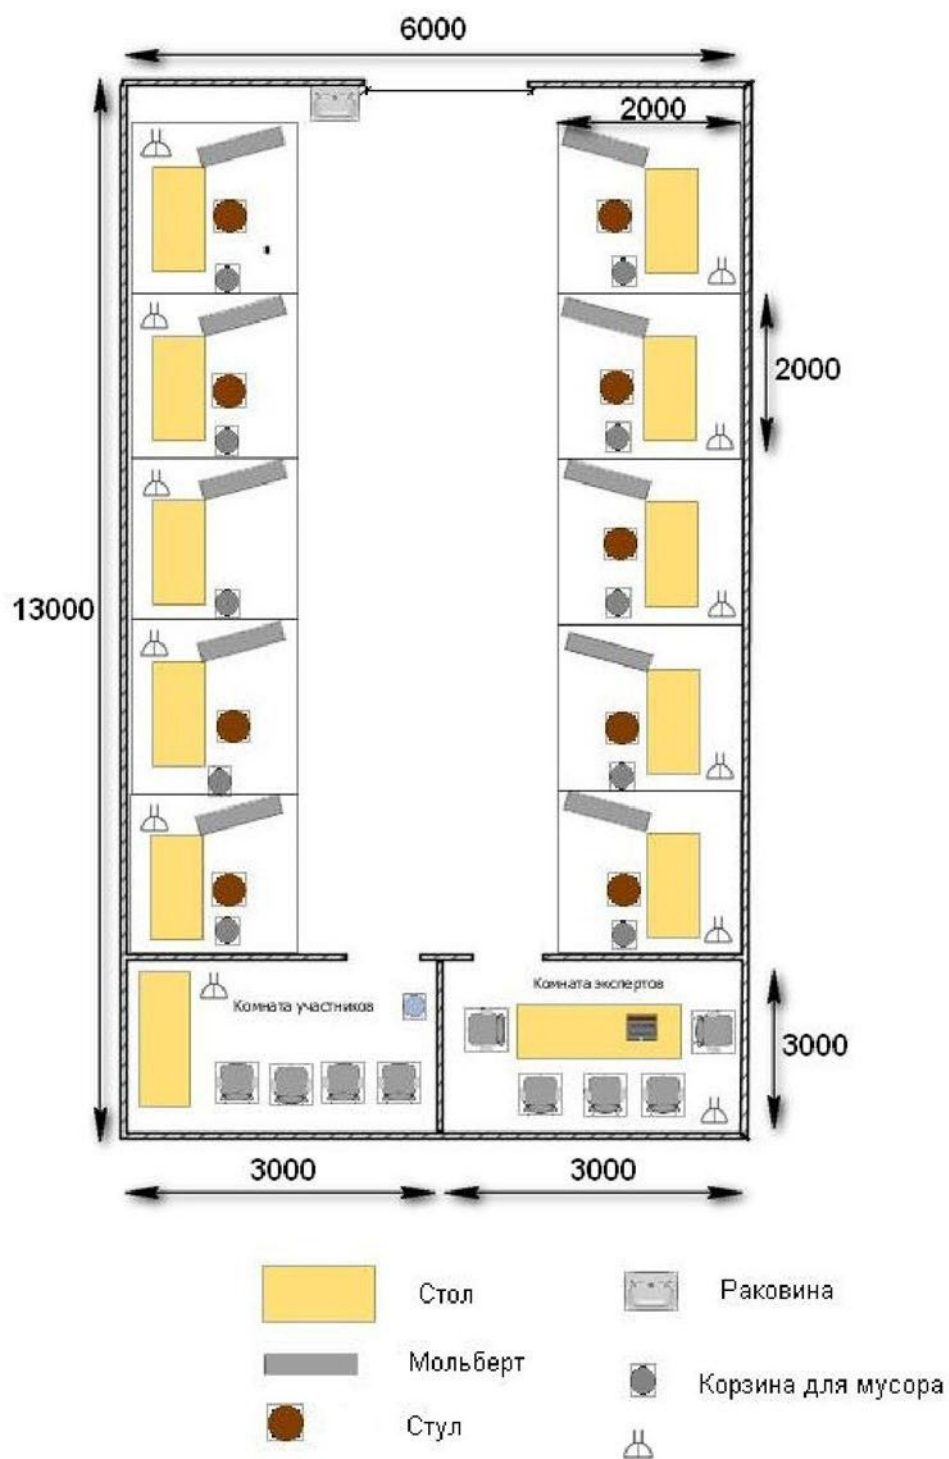 6000
2000
2000
13000
Комната участников
Комната экспертов
3000
3000
3000
Стол
Раковина
Мольберт
Корзина для мусора
Стул